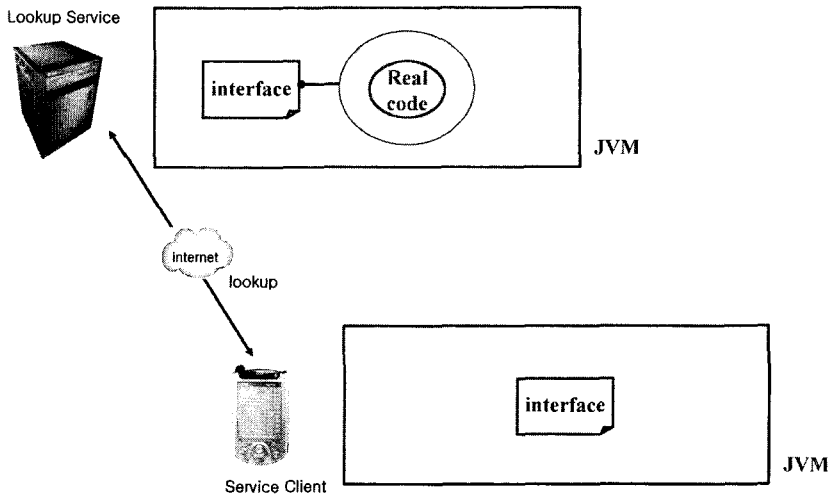 Lookup Service
interface
Real
code
JVM
Internet
lookup
interface
JVM
Service Client